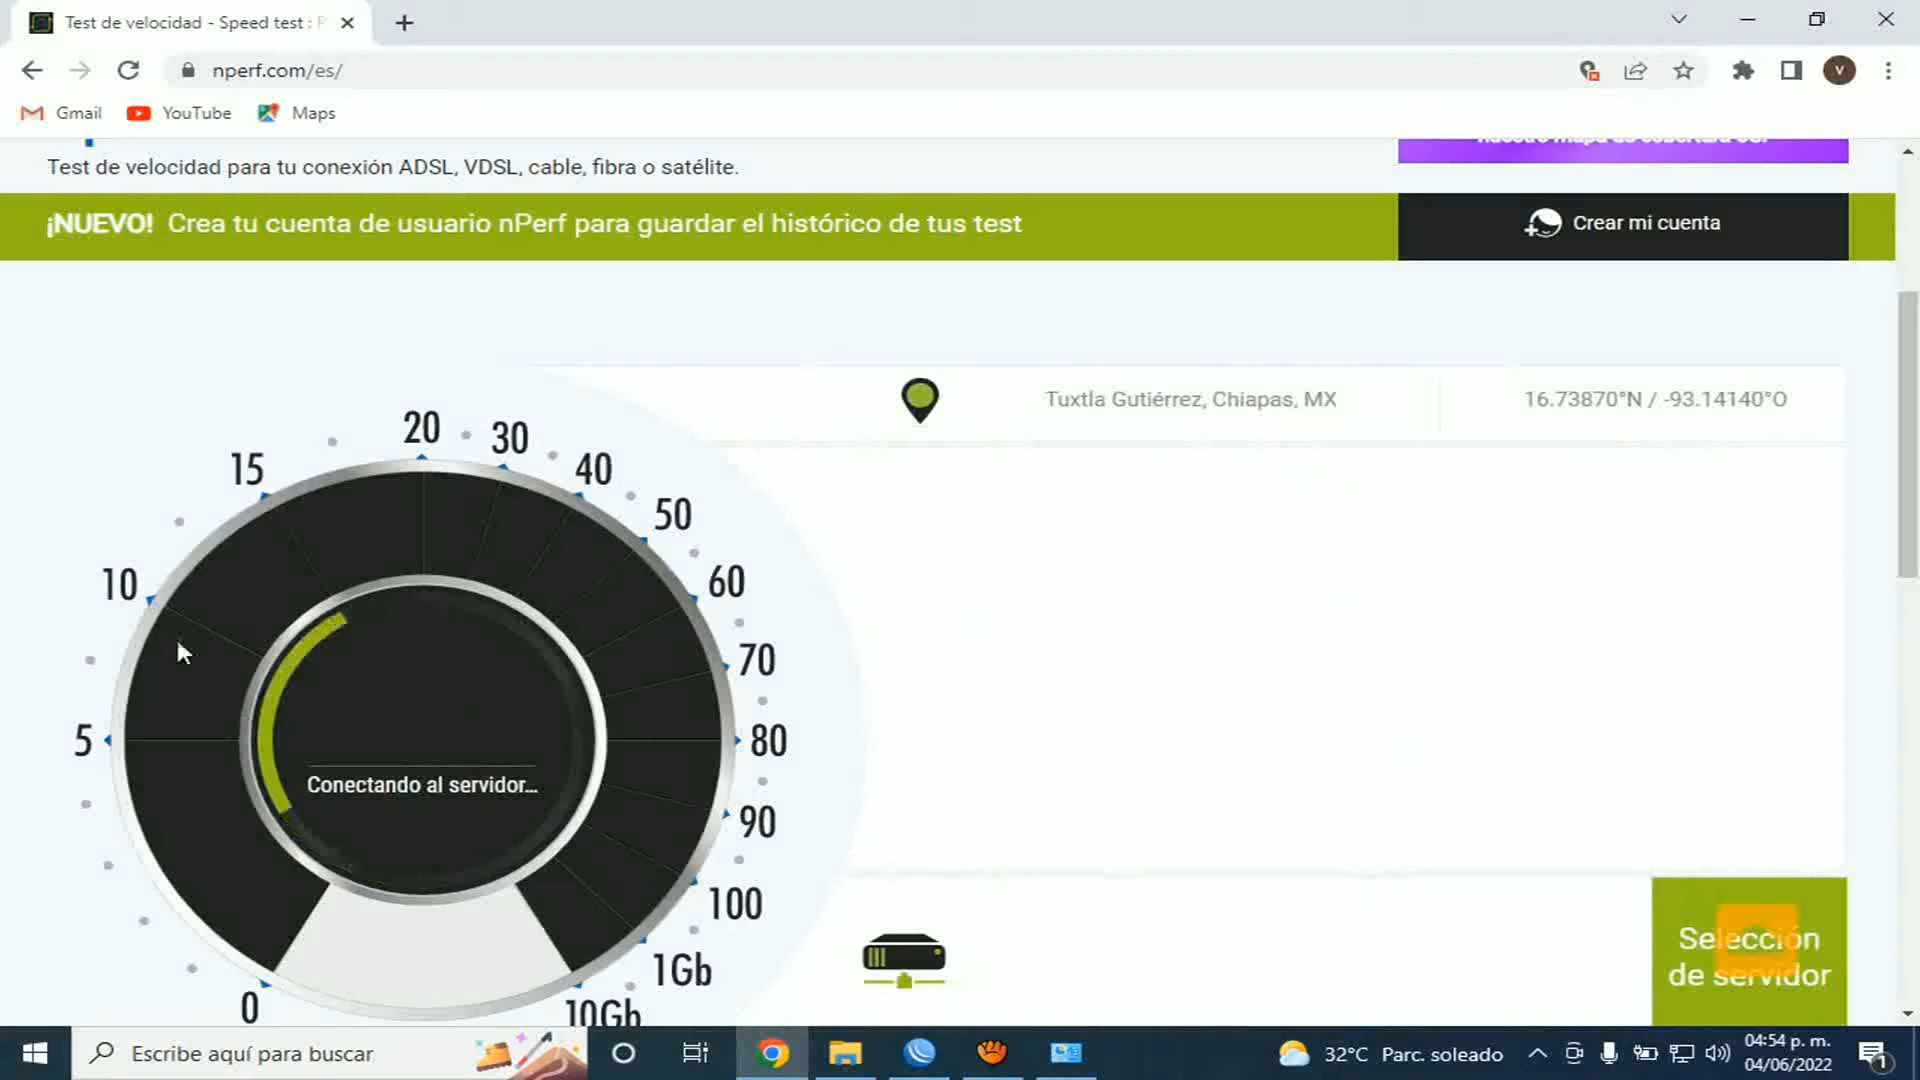 Test de velocidad - Speed test :
nperf.com/es/
V
Gmail
YouTube
Maps
Test de velocidad para tu conexión ADSL, VDSL, cable, fibra o satélite.
¡NUEVO! Crea tu cuenta de usuario nPerf para guardar el histórico de tus test
Crear mi cuenta
Tuxtla Gutiérrez, Chiapas, MX
16.73870°N / -93.14140°O
0
5
10
15
20
30
40
50
60
70
80
90
100
1Gb
10Gb
Conectando al servidor...
Selección
de servidor
Escribe aquí para buscar
32°C Parc. soleado
04:54 p. m.
04/06/2022
1